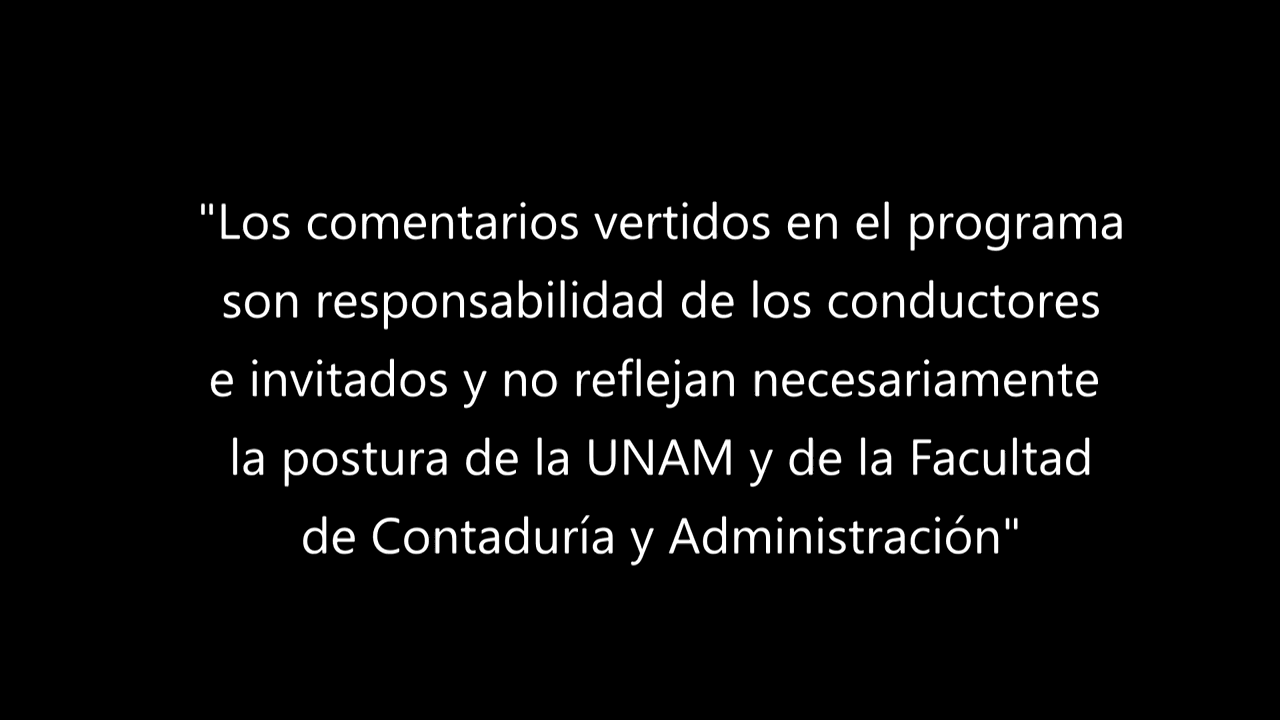 "Los comentarios vertidos en el programa
son responsabilidad de los conductores
e invitados y no reflejan necesariamente
la postura de la UNAM y de la Facultad
de Contaduría y Administración"